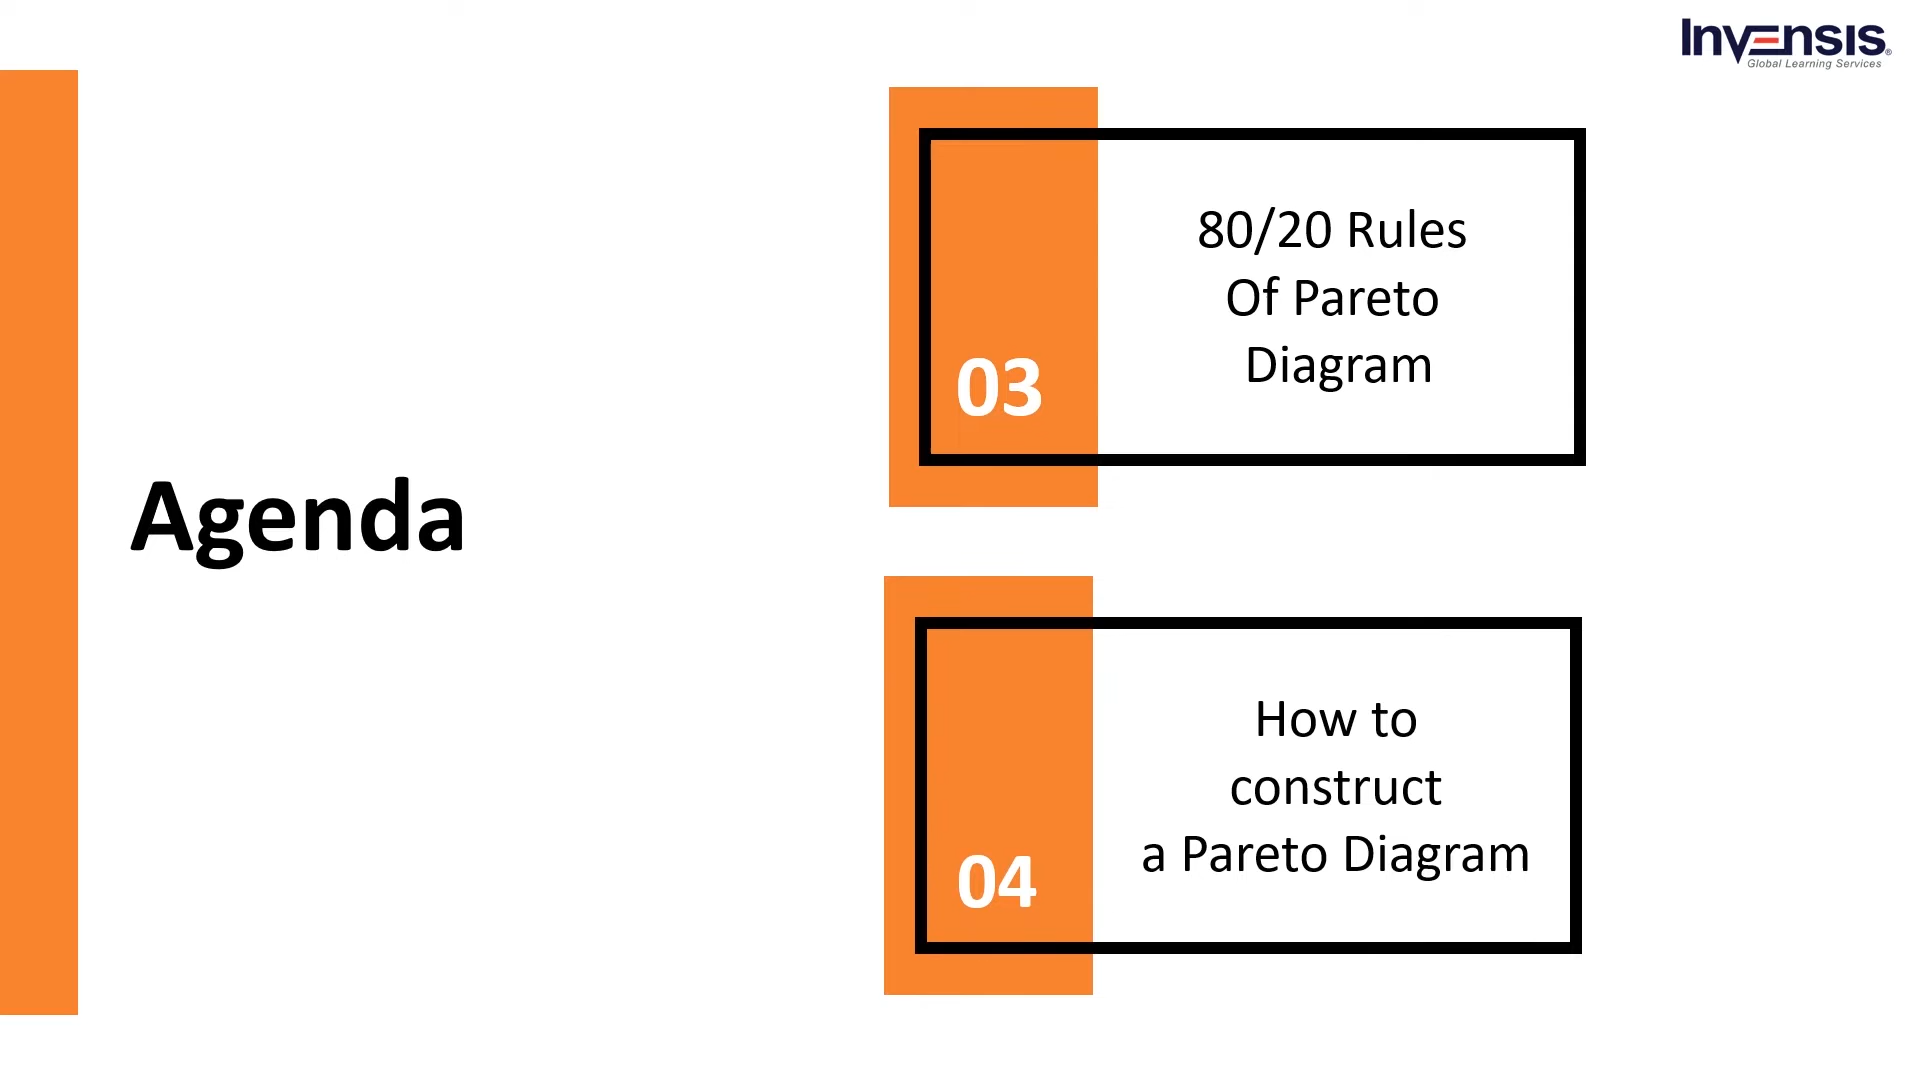 Invensis®
Global Learning Services
Agenda
03
80/20 Rules
Of Pareto
Diagram
04
How to
construct
a Pareto Diagram